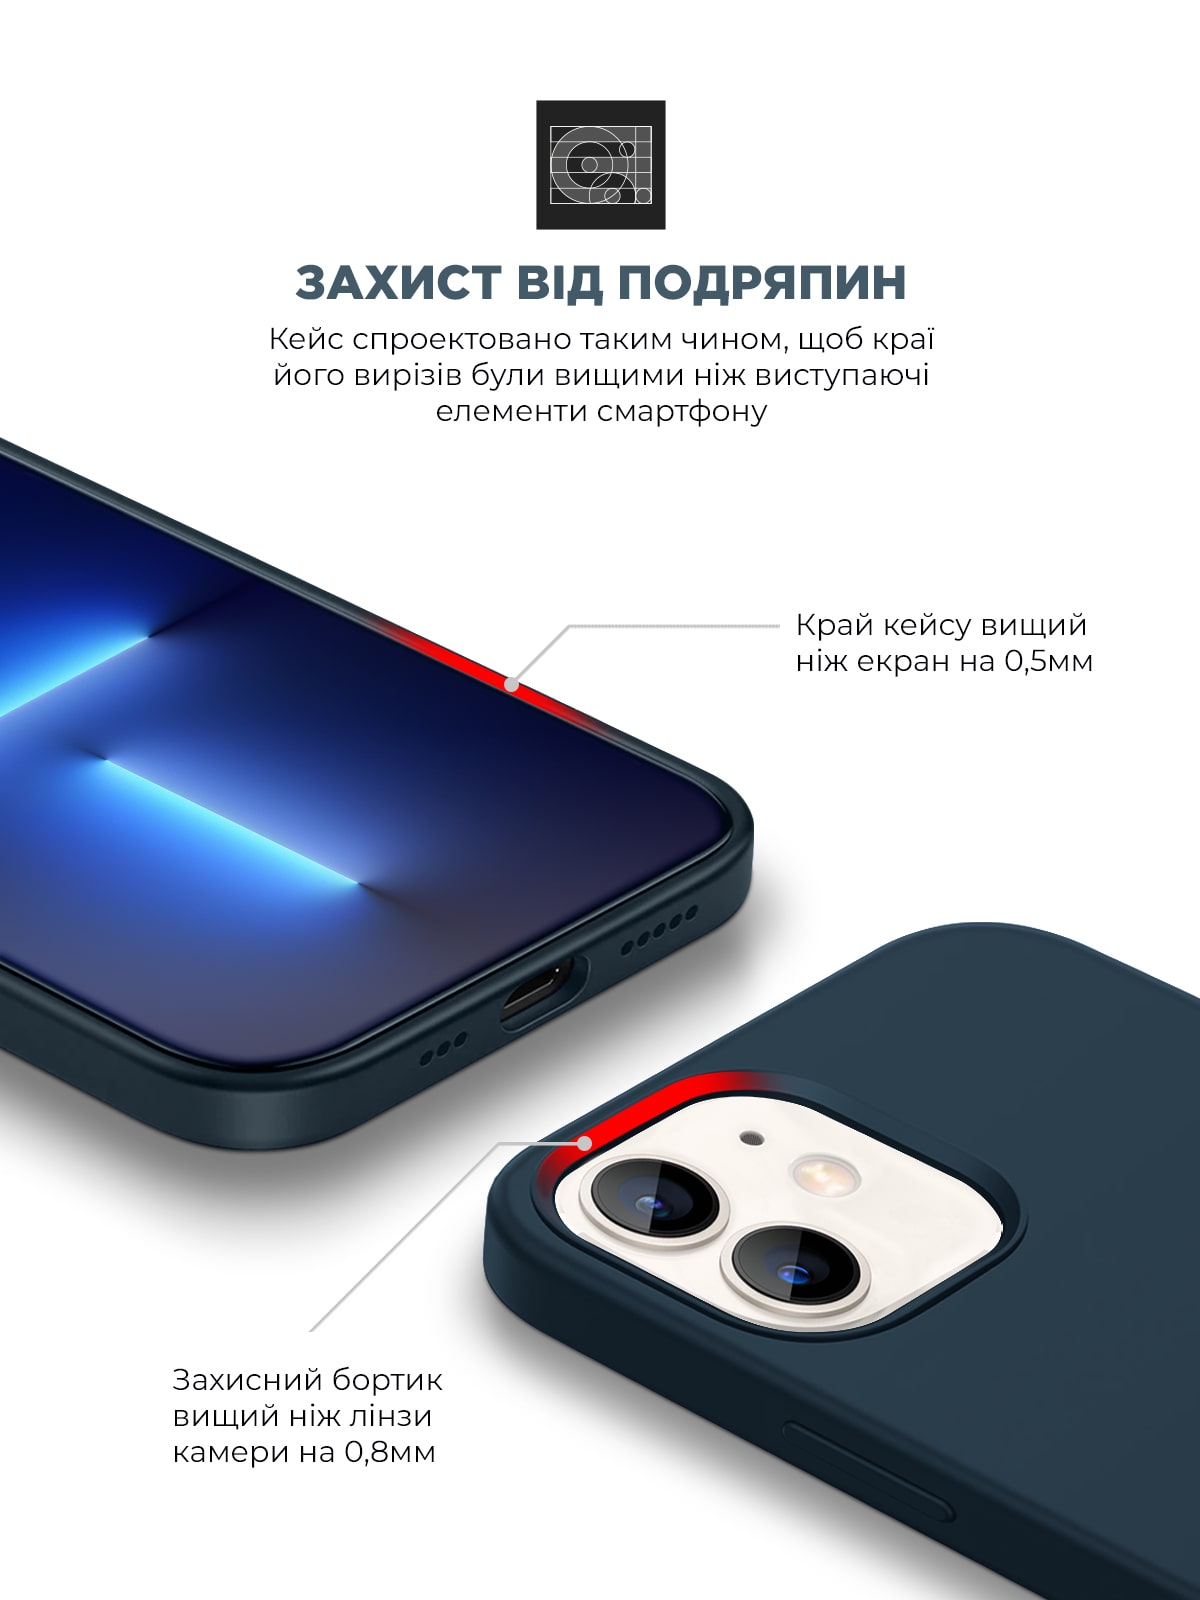 ЗАХИСТ ВІД ПОДРЯПИН
Кейс спроектовано таким чином, щоб краї
його вирізів були вищими ніж виступаючі
елементи смартфону
Край кейсу вищий
ніж екран на 0,5мм
Захисний бортик
вищий ніж лінзи
камери на 0,8мм